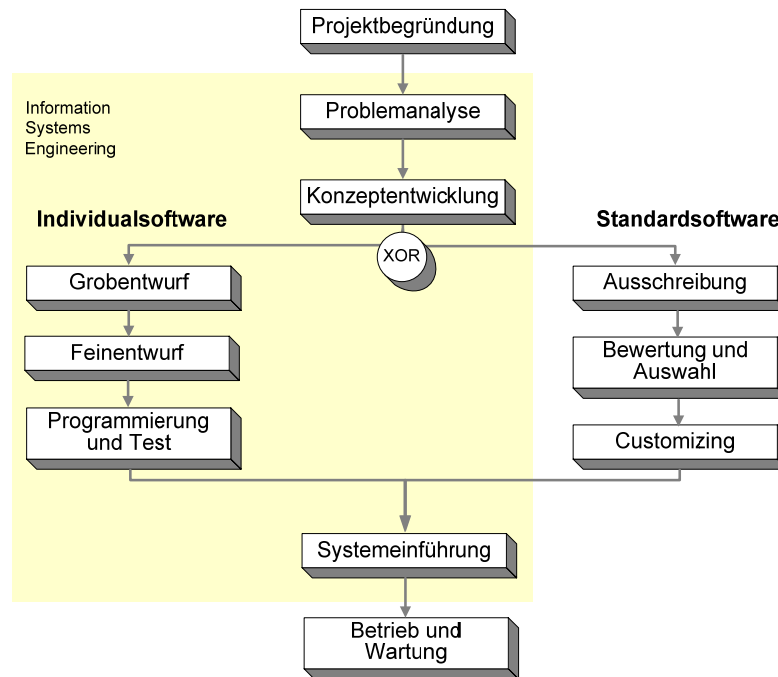 Projektbegründung
Information
Systems
Engineering
Problemanalyse
Konzeptentwicklung
Individualsoftware
Standardsoftware
XOR
Grobentwurf
Ausschreibung
Feinentwurf
Bewertung und
Auswahl
Programmierung
und Test
Customizing
Systemeinführung
Betrieb und
Wartung